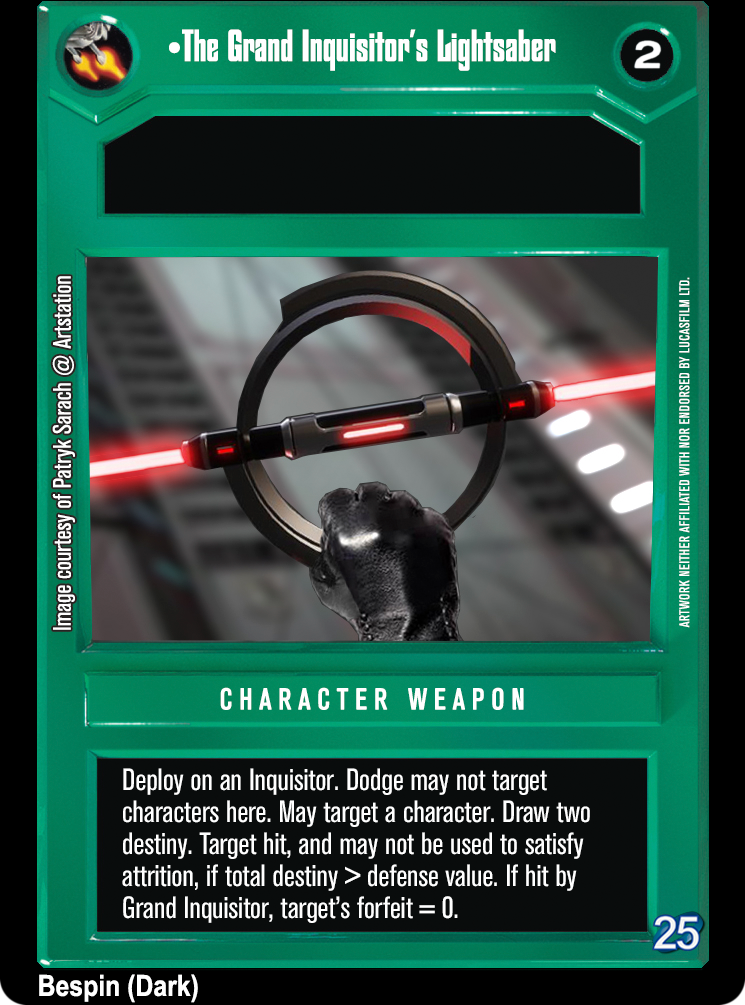 •The Grand Inquisitor's Lightsaber
2
Image courtesy of Patryk Sarach @ Artstation
ARTWORK NEITHER AFFILIATED WITH NOR ENDORSED BY LUCASFILM LTD.
CHARACTER WEAPON
Deploy on an Inquisitor. Dodge may not target
characters here. May target a character. Draw two
destiny. Target hit, and may not be used to satisfy
attrition, if total destiny > defense value. If hit by
Grand Inquisitor, target's forfeit = 0.
25
Bespin (Dark)